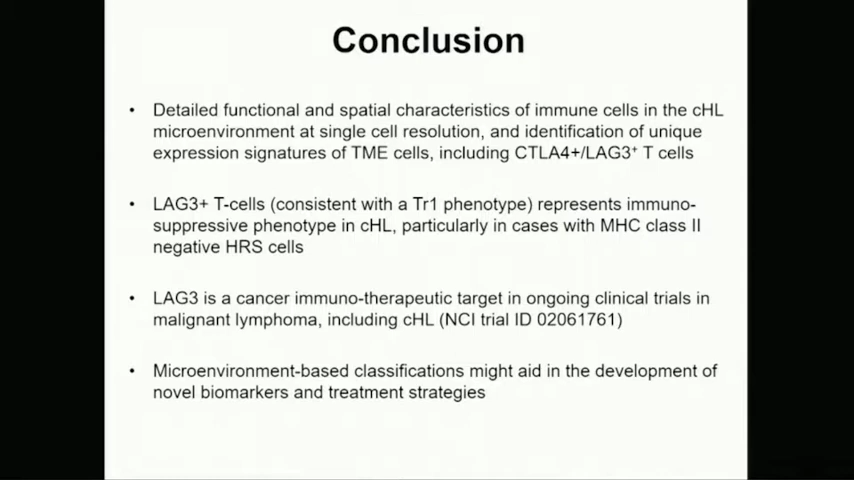 Conclusion
• Detailed functional and spatial characteristics of immune cells in the cHL
microenvironment at single cell resolution, and identification of unique
expression signatures of TME cells, including CTLA4+/LAG3⁺ T cells
• LAG3+ T-cells (consistent with a Tr1 phenotype) represents immuno-
suppressive phenotype in cHL, particularly in cases with MHC class II
negative HRS cells
• LAG3 is a cancer immuno-therapeutic target in ongoing clinical trials in
malignant lymphoma, including cHL (NCI trial ID 02061761)
• Microenvironment-based classifications might aid in the development of
novel biomarkers and treatment strategies